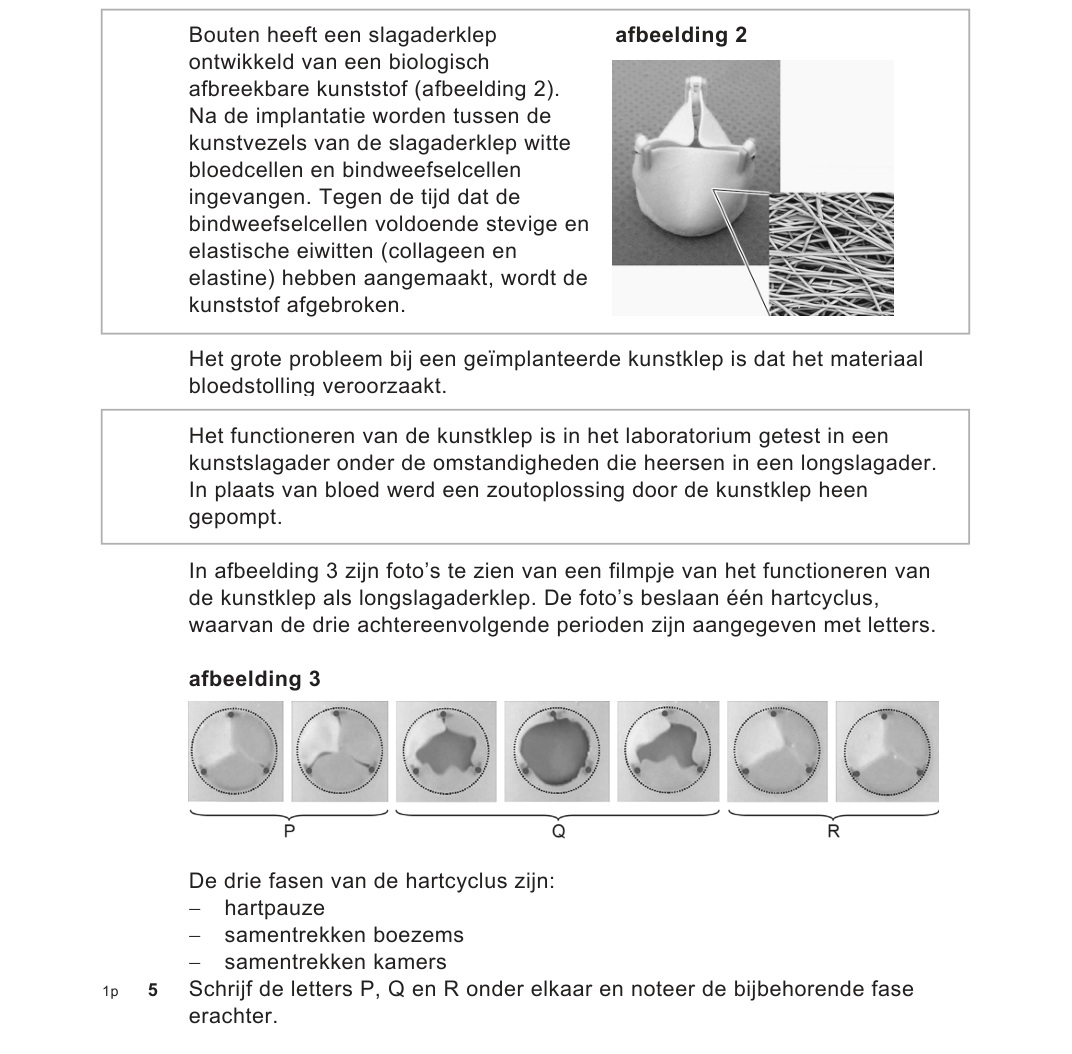 Bouten heeft een slagaderklep
ontwikkeld van een biologisch
afbreekbare kunststof (afbeelding 2).
Na de implantatie worden tussen de
kunstvezels van de slagaderklep witte
bloedcellen en bindweefselcellen
ingevangen. Tegen de tijd dat de
bindweefselcellen voldoende stevige en
elastische eiwitten (collageen en
elastine) hebben aangemaakt, wordt de
kunststof afgebroken.
afbeelding 2
Het grote probleem bij een geïmplanteerde kunstklep is dat het materiaal
bloedstolling veroorzaakt.
Het functioneren van de kunstklep is in het laboratorium getest in een
kunstslagader onder de omstandigheden die heersen in een longslagader.
In plaats van bloed werd een zoutoplossing door de kunstklep heen
gepompt.
In afbeelding 3 zijn foto's te zien van een filmpje van het functioneren van
de kunstklep als longslagaderklep. De foto's beslaan één hartcyclus,
waarvan de drie achtereenvolgende perioden zijn aangegeven met letters.
afbeelding 3
P Q R
De drie fasen van de hartcyclus zijn:
– hartpauze
– samentrekken boezems
– samentrekken kamers
1p 5 Schrijf de letters P, Q en R onder elkaar en noteer de bijbehorende fase
erachter.